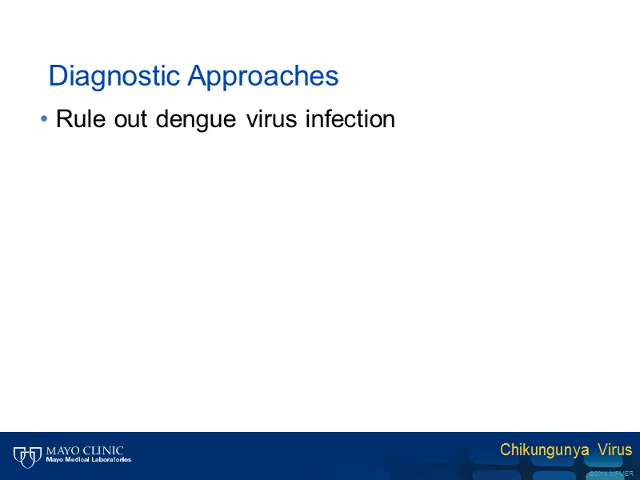 Diagnostic Approaches
• Rule out dengue virus infection
MAYO CLINIC
Mayo Medical Laboratories
Chikungunya Virus